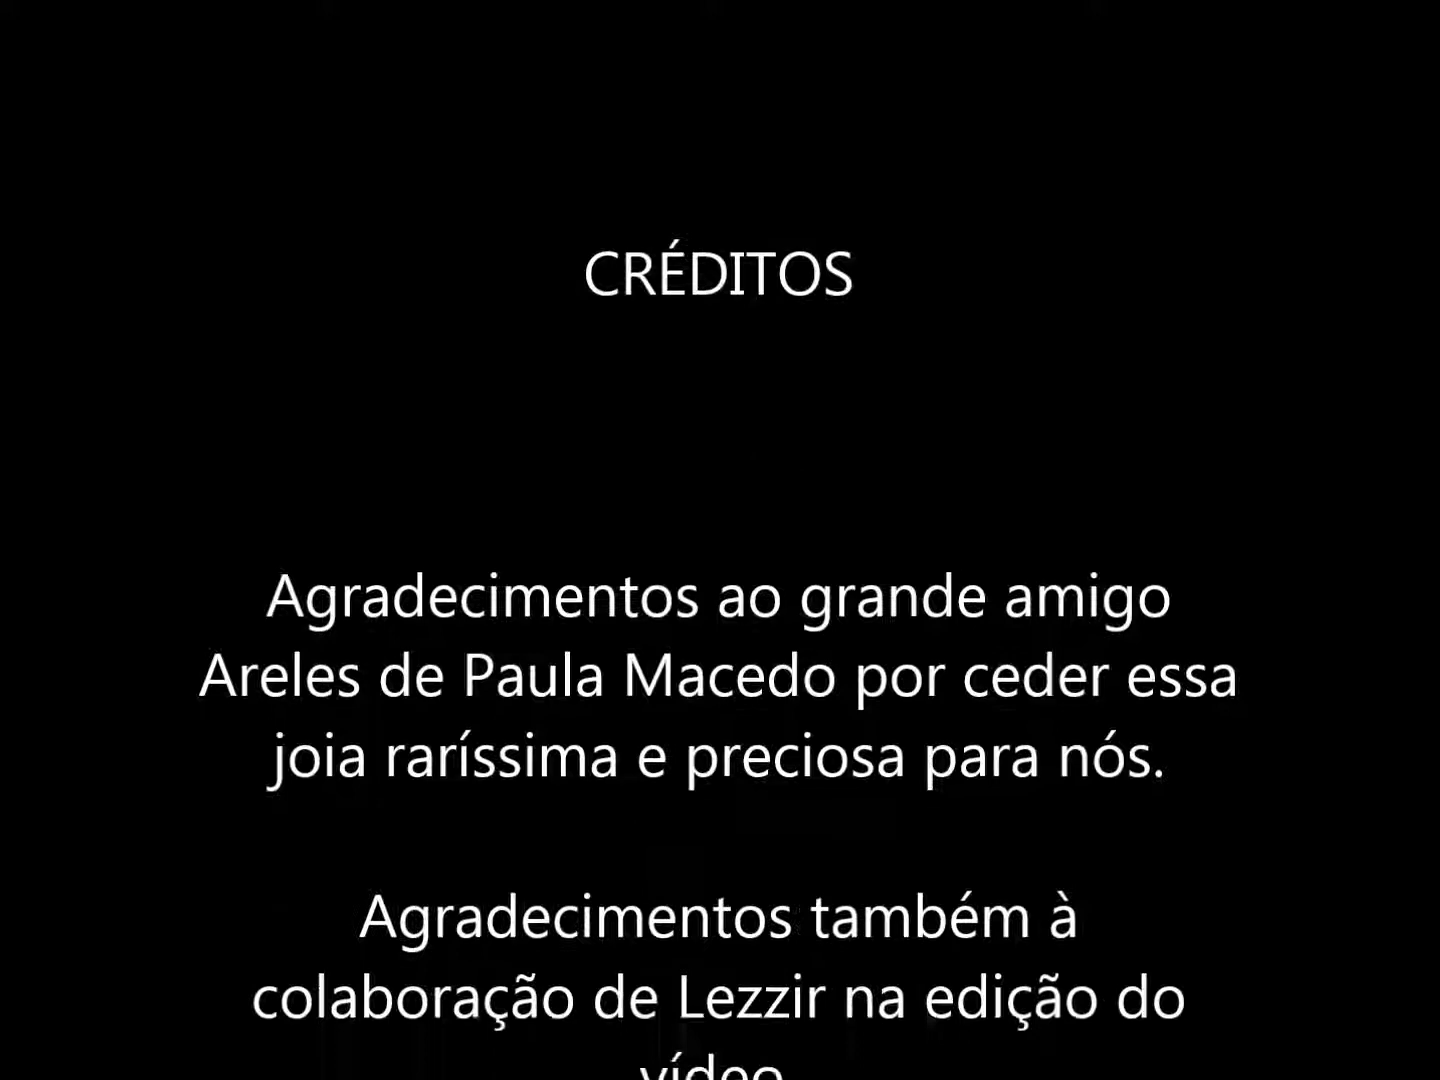 CRÉDITOS
Agradecimentos ao grande amigo
Areles de Paula Macedo por ceder essa
joia raríssima e preciosa para nós.
Agradecimentos também à
colaboração de Lezzir na edição do
vídeo